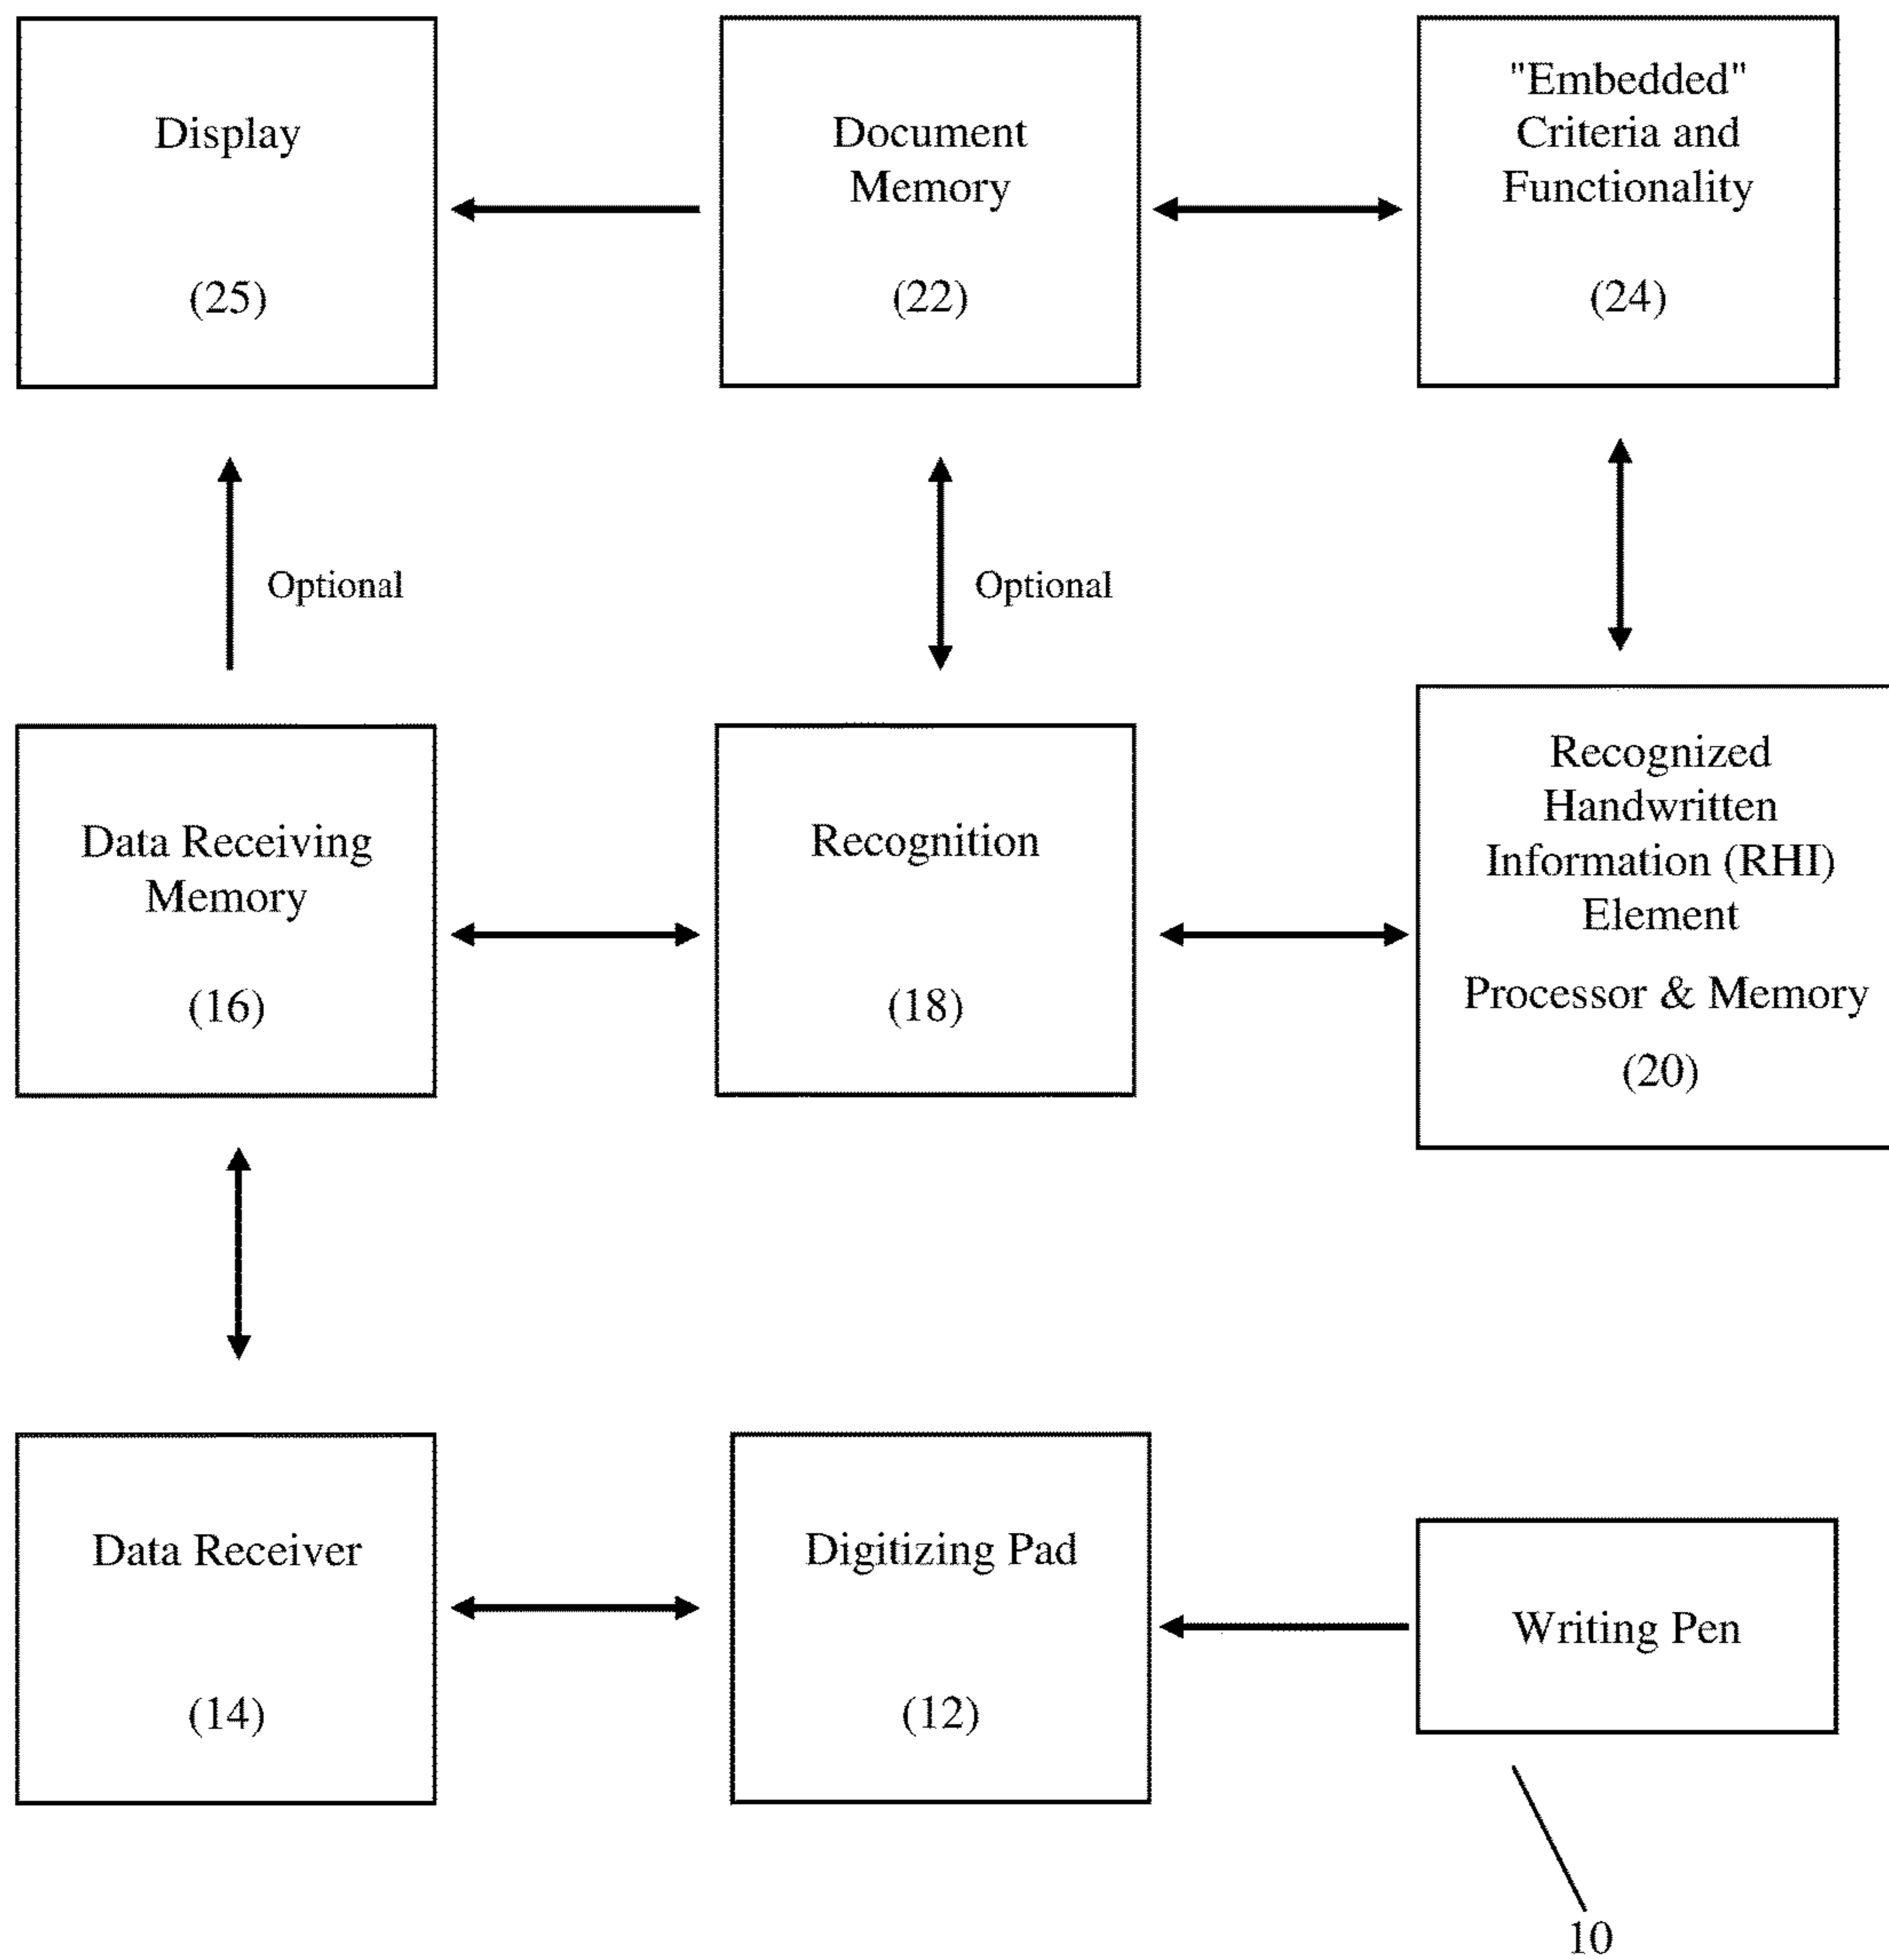 Display
(25)
Document
Memory
(22)
"Embedded"
Criteria and
Functionality
(24)
Optional
Optional
Data Receiving
Memory
(16)
Recognition
(18)
Recognized
Handwritten
Information (RHI)
Element
Processor & Memory
(20)
Data Receiver
(14)
Digitizing Pad
(12)
Writing Pen
10